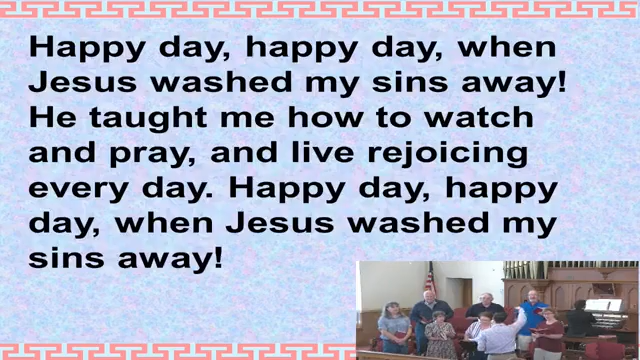 Happy day, happy day, when
Jesus washed my sins away!
He taught me how to watch
and pray, and live rejoicing
every day. Happy day, happy
day, when Jesus washed my
sins away!